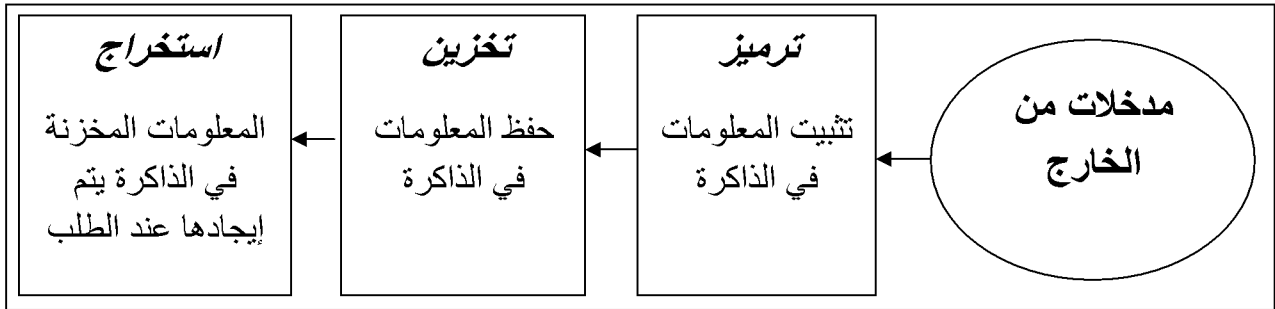 مدخلات من
الخارج
ترميز
تثبيت المعلومات
في الذاكرة
تخزين
حفظ المعلومات
في الذاكرة
استخراج
المعلومات المخزنة
في الذاكرة يتم
إيجادها عند الطلب